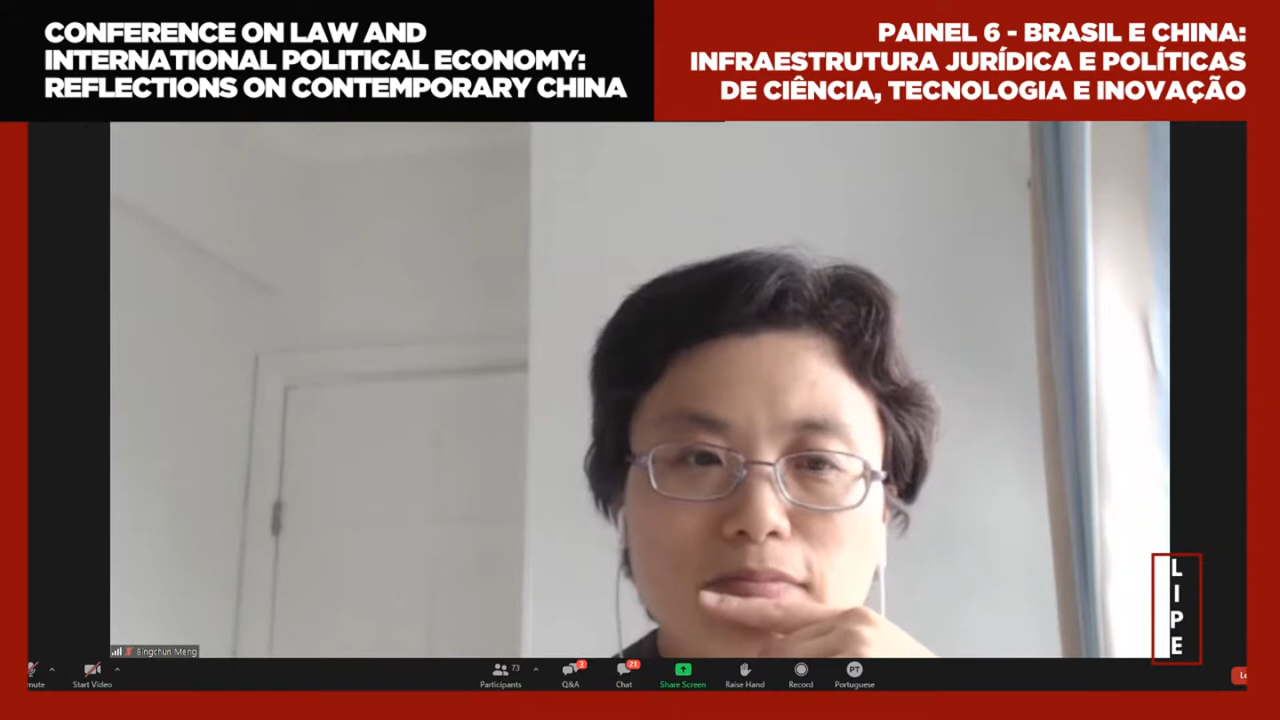 CONFERENCE ON LAW AND
INTERNATIONAL POLITICAL ECONOMY:
REFLECTIONS ON CONTEMPORARY CHINA
PAINEL 6 - BRASIL E CHINA:
INFRAESTRUTURA JURÍDICA E POLÍTICAS
DE CIÊNCIA, TECNOLOGIA E INOVAÇÃO
LIPE
Bingchun Meng
73
3
21
PT
mute
Start Video
Participants
Q&A
Chat
Share Screen
Raise Hand
Record
Portuguese